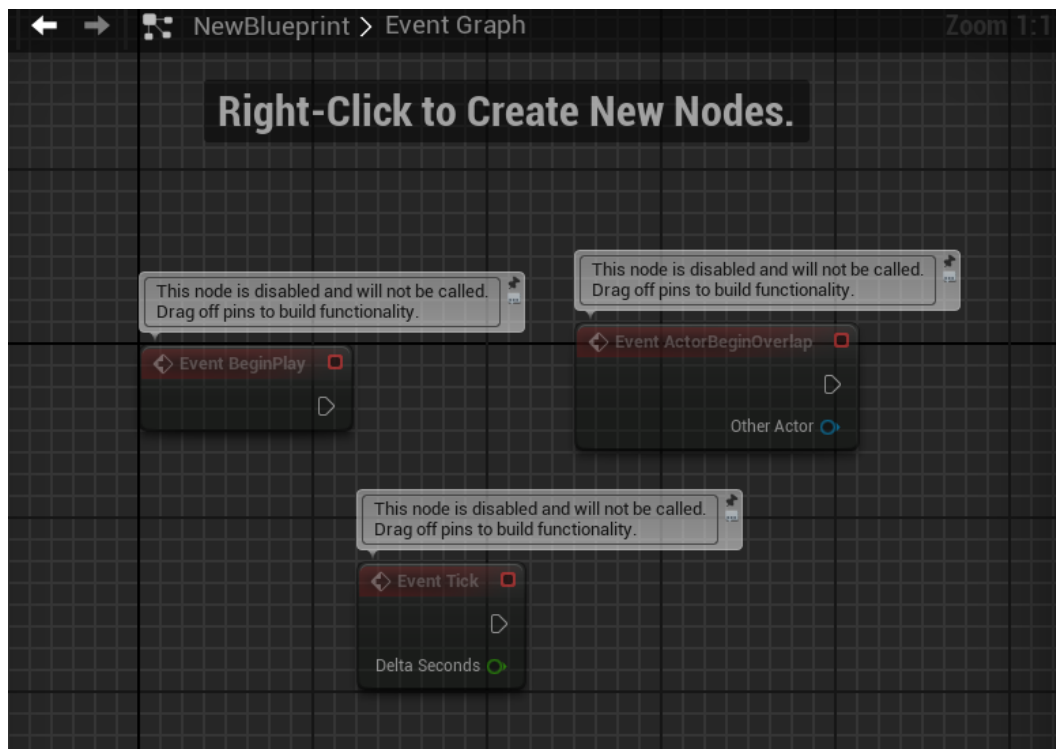 NewBlueprint > Event Graph
Zoom 1:1
Right-Click to Create New Nodes.
This node is disabled and will not be called.
Drag off pins to build functionality.
Event BeginPlay
This node is disabled and will not be called.
Drag off pins to build functionality.
Event ActorBeginOverlap
Other Actor
This node is disabled and will not be called.
Drag off pins to build functionality.
Event Tick
Delta Seconds